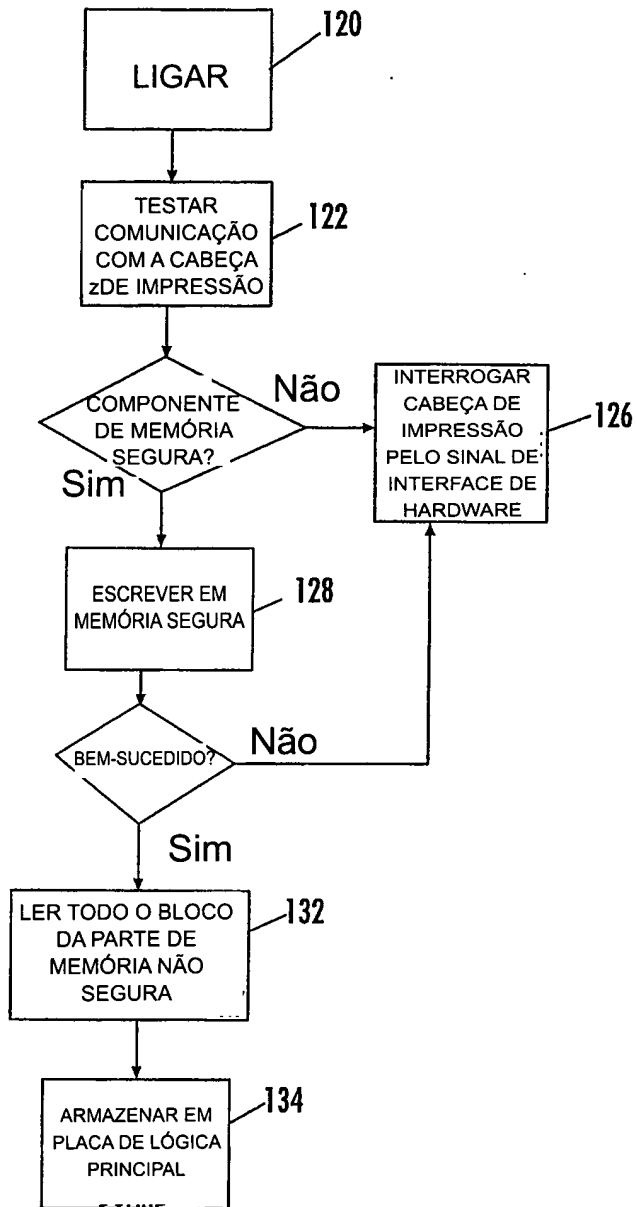 120
LIGAR
TESTAR
COMUNICAÇÃO
COM A CABEÇA
zDE IMPRESSÃO
122
COMPONENTE
DE MEMÓRIA
SEGURA?
Não
Sim
INTERROGAR
CABEÇA DE
IMPRESSÃO
PELO SINAL DE
INTERFACE DE
HARDWARE
126
ESCREVER EM
MEMÓRIA SEGURA
128
BEM-SUCEDIDO?
Não
Sim
LER TODO O BLOCO
DA PARTE DE
MEMÓRIA NÃO
SEGURA
132
ARMAZENAR EM
PLACA DE LÓGICA
PRINCIPAL
134